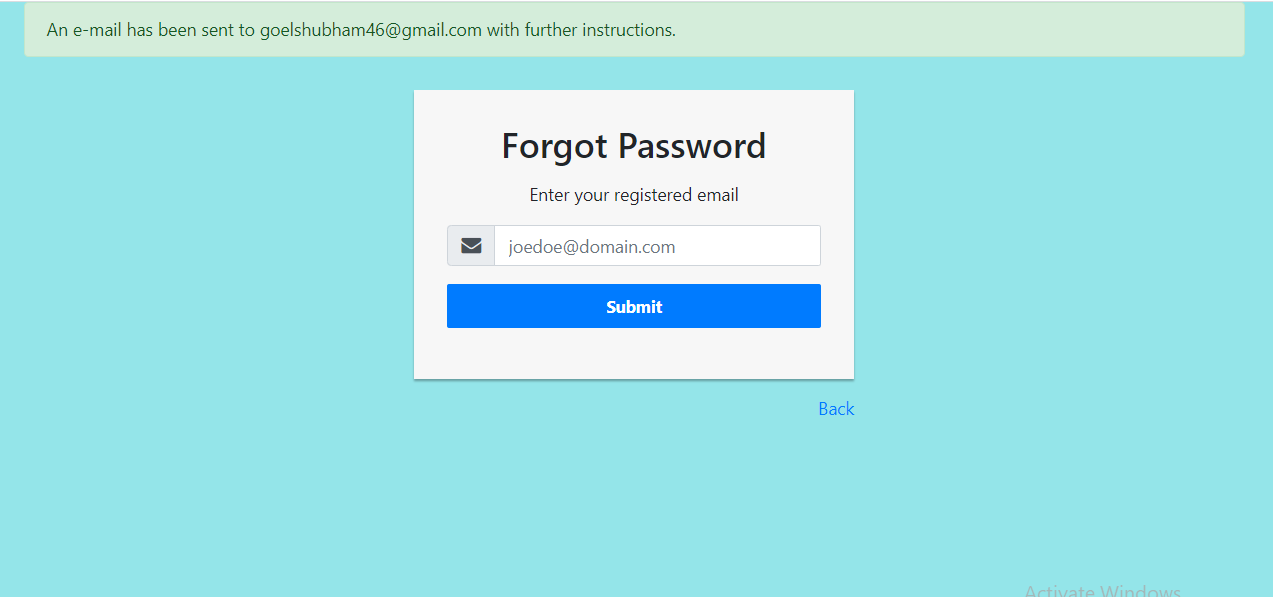 An e-mail has been sent to goelshubham46@gmail.com with further instructions.
Forgot Password
Enter your registered email
joedoe@domain.com
Submit
Back
Activate Windows